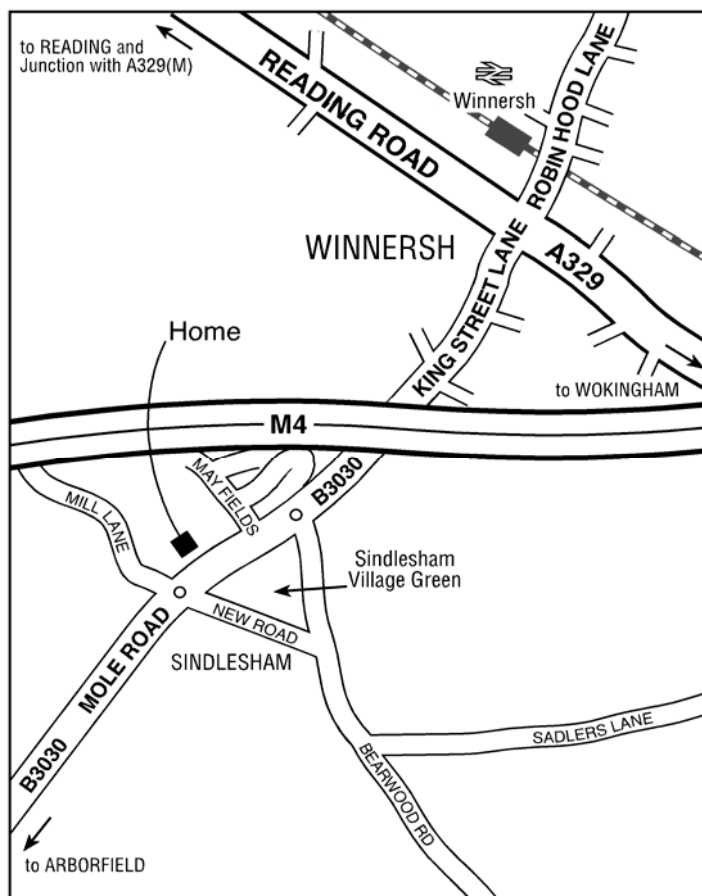 to READING and
Junction with A329(M)
READING ROAD
Winnersh
ROBIN HOOD LANE
WINNERSH
KING STREET LANE
A329
Home
to WOKINGHAM
M4
MAY FIELDS
B3030
MILL LANE
Sindlesham
Village Green
NEW ROAD
MOLE ROAD
SINDLESHAM
SADLERS LANE
B3030
BEARWOOD RD
to ARBORFIELD